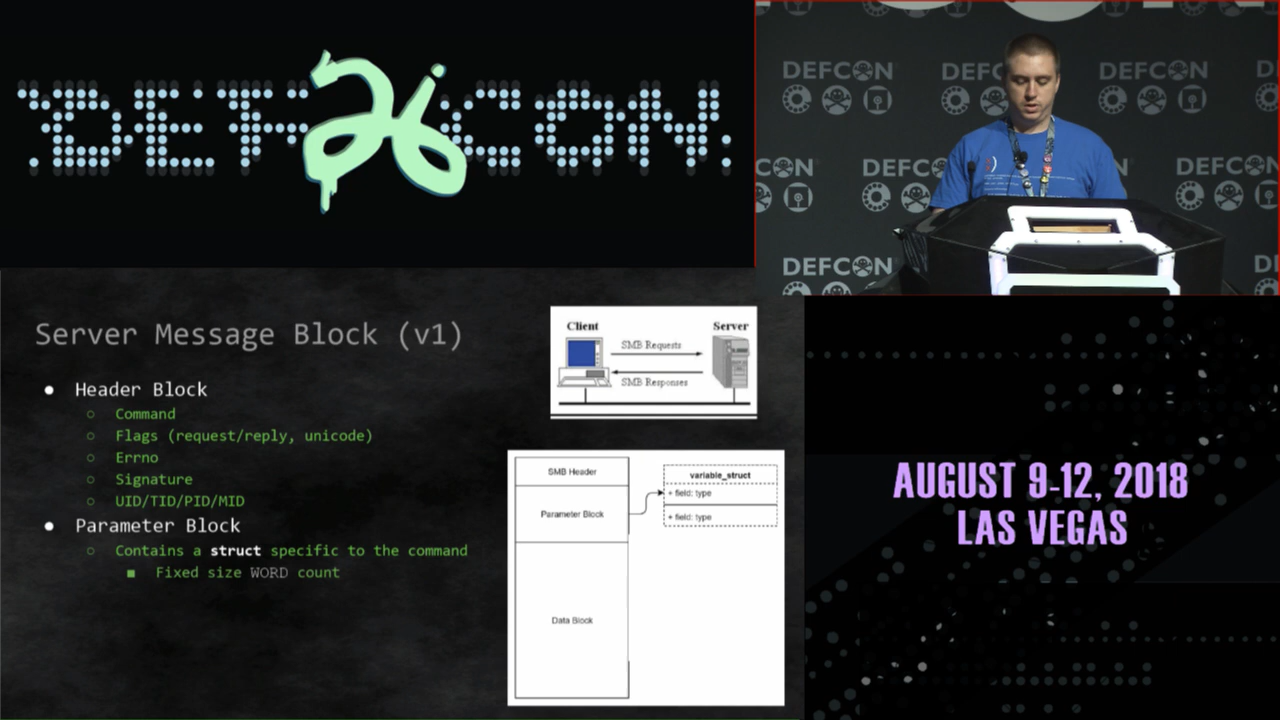 DEF 26 CON
DEFCON
DEFCON
DEFCON
DEFCON
DEFCON
DEFCON
DEFCON
Server Message Block (v1)
● Header Block
○ Command
○ Flags (request/reply, unicode)
○ Errno
○ Signature
○ UID/TID/PID/MID
● Parameter Block
○ Contains a struct specific to the command
■ Fixed size WORD count
Client
Server
SMB Requests
SMB Responses
SMB Header
Parameter Block
Data Block
variable_struct
+ field: type
+ field: type
AUGUST 9-12, 2018
LAS VEGAS